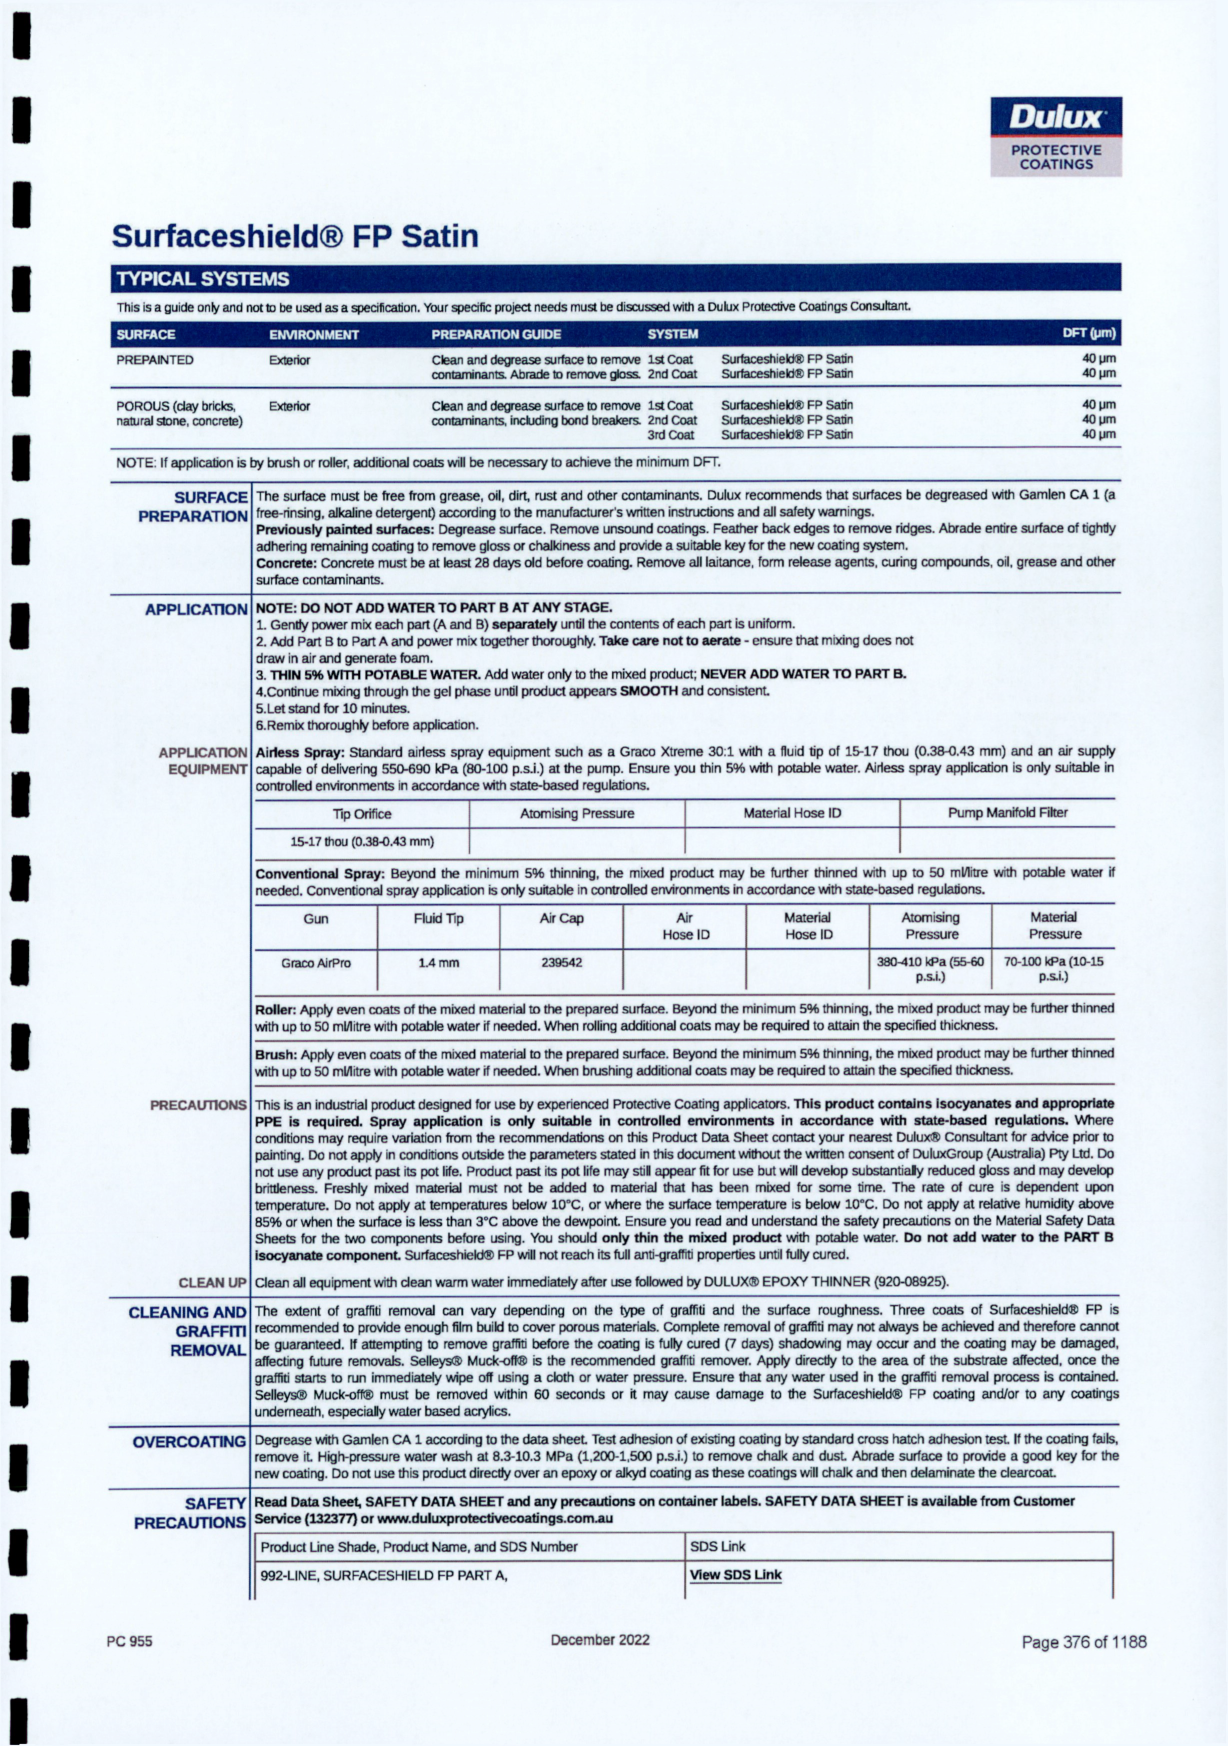 Dulux
PROTECTIVE
COATINGS
Surfaceshield® FP Satin
TYPICAL SYSTEMS
This is a guide only and not to be used as a specification. Your specific project needs must be discussed with a Dulux Protective Coatings Consultant.
SURFACE ENVIRONMENT PREPARATION GUIDE SYSTEM DFT (µm)
PREPAINTED Exterior Clean and degrease surface to remove 1st Coat Surfaceshield® FP Satin 40 µm
contaminants. Abrade to remove gloss. 2nd Coat Surfaceshield® FP Satin 40 µm
POROUS (clay bricks, Exterior Clean and degrease surface to remove 1st Coat Surfaceshield® FP Satin 40 µm
natural stone, concrete) contaminants, including bond breakers. 2nd Coat Surfaceshield® FP Satin 40 µm
3rd Coat Surfaceshield® FP Satin 40 µm
NOTE: If application is by brush or roller, additional coats will be necessary to achieve the minimum DFT.
SURFACE PREPARATION
The surface must be free from grease, oil, dirt, rust and other contaminants. Dulux recommends that surfaces be degreased with Gamlen CA 1 (a
free-rinsing, alkaline detergent) according to the manufacturer's written instructions and all safety warnings.
Previously painted surfaces: Degrease surface. Remove unsound coatings. Feather back edges to remove ridges. Abrade entire surface of tightly
adhering remaining coating to remove gloss or chalkiness and provide a suitable key for the new coating system.
Concrete: Concrete must be at least 28 days old before coating. Remove all laitance, form release agents, curing compounds, oil, grease and other
surface contaminants.
APPLICATION
NOTE: DO NOT ADD WATER TO PART B AT ANY STAGE.
1. Gently power mix each part (A and B) separately until the contents of each part is uniform.
2. Add Part B to Part A and power mix together thoroughly. Take care not to aerate - ensure that mixing does not
draw in air and generate foam.
3. THIN 5% WITH POTABLE WATER. Add water only to the mixed product; NEVER ADD WATER TO PART B.
4.Continue mixing through the gel phase until product appears SMOOTH and consistent.
5.Let stand for 10 minutes.
6.Remix thoroughly before application.
APPLICATION EQUIPMENT
Airless Spray: Standard airless spray equipment such as a Graco Xtreme 30:1 with a fluid tip of 15-17 thou (0.38-0.43 mm) and an air supply
capable of delivering 550-690 kPa (80-100 p.s.i.) at the pump. Ensure you thin 5% with potable water. Airless spray application is only suitable in
controlled environments in accordance with state-based regulations.
Tip Orifice Atomising Pressure Material Hose ID Pump Manifold Filter
15-17 thou (0.38-0.43 mm)
Conventional Spray: Beyond the minimum 5% thinning, the mixed product may be further thinned with up to 50 ml/litre with potable water if
needed. Conventional spray application is only suitable in controlled environments in accordance with state-based regulations.
Gun Fluid Tip Air Cap Air Material Atomising Material
Hose ID Hose ID Pressure Pressure
Graco AirPro 1.4 mm 239542 380-410 kPa (55-60 70-100 kPa (10-15
p.s.i.) p.s.i.)
Roller: Apply even coats of the mixed material to the prepared surface. Beyond the minimum 5% thinning, the mixed product may be further thinned
with up to 50 ml/litre with potable water if needed. When rolling additional coats may be required to attain the specified thickness.
Brush: Apply even coats of the mixed material to the prepared surface. Beyond the minimum 5% thinning, the mixed product may be further thinned
with up to 50 ml/litre with potable water if needed. When brushing additional coats may be required to attain the specified thickness.
PRECAUTIONS
This is an industrial product designed for use by experienced Protective Coating applicators. This product contains isocyanates and appropriate
PPE is required. Spray application is only suitable in controlled environments in accordance with state-based regulations. Where
conditions may require variation from the recommendations on this Product Data Sheet contact your nearest Dulux® Consultant for advice prior to
painting. Do not apply in conditions outside the parameters stated in this document without the written consent of DuluxGroup (Australia) Pty Ltd. Do
not use any product past its pot life. Product past its pot life may still appear fit for use but will develop substantially reduced gloss and may develop
brittleness. Freshly mixed material must not be added to material that has been mixed for some time. The rate of cure is dependent upon
temperature. Do not apply at temperatures below 10°C, or where the surface temperature is below 10°C. Do not apply at relative humidity above
85% or when the surface is less than 3°C above the dewpoint. Ensure you read and understand the safety precautions on the Material Safety Data
Sheets for the two components before using. You should only thin the mixed product with potable water. Do not add water to the PART B
isocyanate component. Surfaceshield® FP will not reach its full anti-graffiti properties until fully cured.
CLEAN UP
Clean all equipment with clean warm water immediately after use followed by DULUX® EPOXY THINNER (920-08925).
CLEANING AND GRAFFITI REMOVAL
The extent of graffiti removal can vary depending on the type of graffiti and the surface roughness. Three coats of Surfaceshield® FP is
recommended to provide enough film build to cover porous materials. Complete removal of graffiti may not always be achieved and therefore cannot
be guaranteed. If attempting to remove graffiti before the coating is fully cured (7 days) shadowing may occur and the coating may be damaged,
affecting future removals. Selleys® Muck-off® is the recommended graffiti remover. Apply directly to the area of the substrate affected, once the
graffiti starts to run immediately wipe off using a cloth or water pressure. Ensure that any water used in the graffiti removal process is contained.
Selleys® Muck-off® must be removed within 60 seconds or it may cause damage to the Surfaceshield® FP coating and/or to any coatings
underneath, especially water based acrylics.
OVERCOATING
Degrease with Gamlen CA 1 according to the data sheet. Test adhesion of existing coating by standard cross hatch adhesion test. If the coating fails,
remove it. High-pressure water wash at 8.3-10.3 MPa (1,200-1,500 p.s.i.) to remove chalk and dust. Abrade surface to provide a good key for the
new coating. Do not use this product directly over an epoxy or alkyd coating as these coatings will chalk and then delaminate the clearcoat.
SAFETY PRECAUTIONS
Read Data Sheet, SAFETY DATA SHEET and any precautions on container labels. SAFETY DATA SHEET is available from Customer
Service (132377) or www.duluxprotectivecoatings.com.au
Product Line Shade, Product Name, and SDS Number SDS Link
992-LINE, SURFACESHIELD FP PART A, View SDS Link
PC 955 December 2022 Page 376 of 1188